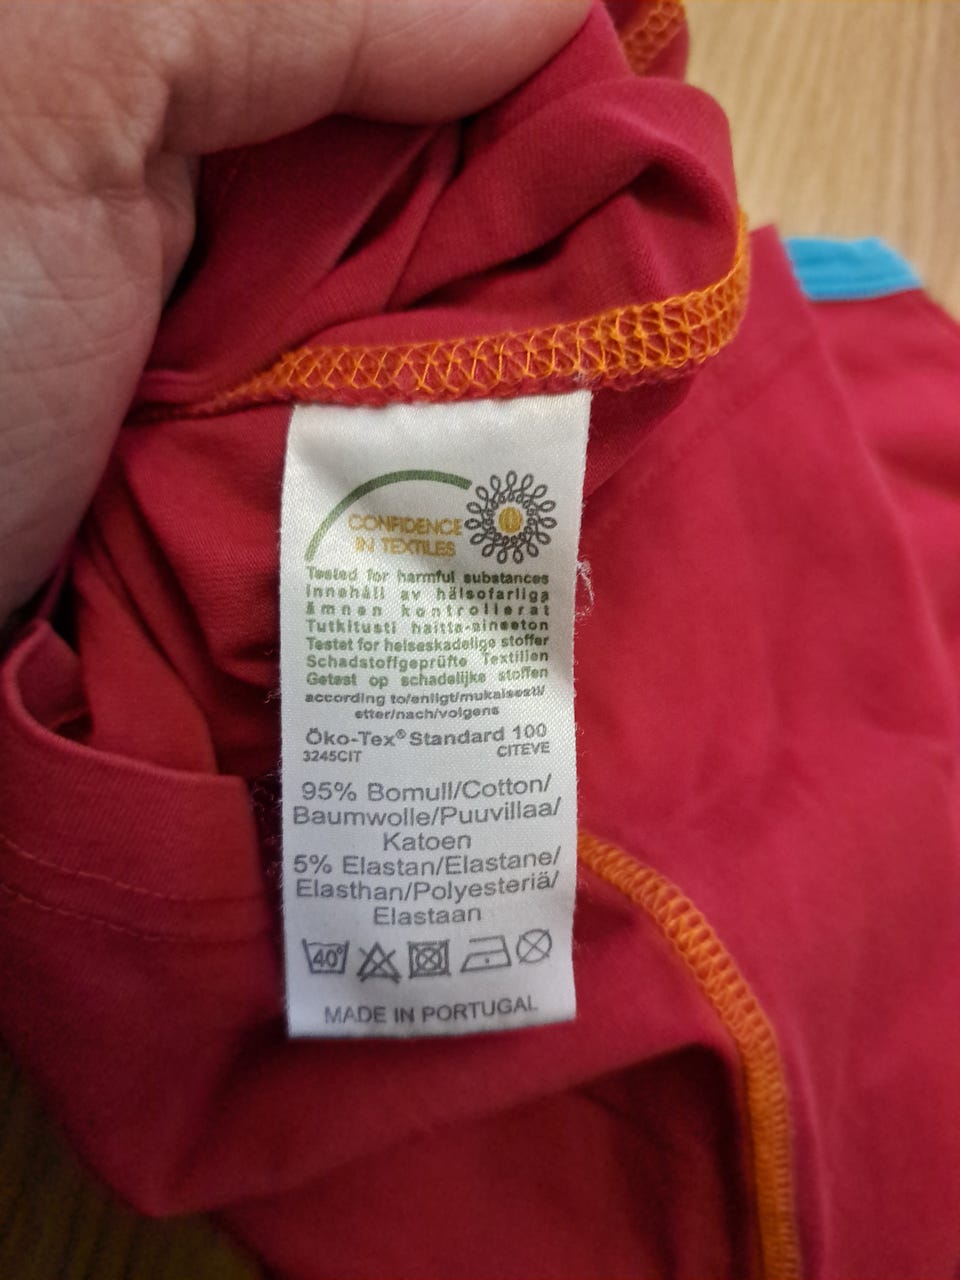 CONFIDENCE
IN TEXTILES
Tested for harmful substances
Innehåll av hälsofarliga
ämnen kontrollerat
Tutkitusti haitta-aineeton
Testet for helseskadelige stoffer
Schadstoffgeprüfte Textilien
Getest op schadelijke stoffen
according to/enligt/mukaisesti/
etter/nach/volgens
Öko-Tex® Standard 100
3245CIT CITEVE
95% Bomull/Cotton/
Baumwolle/Puuvillaa/
Katoen
5% Elastan/Elastane/
Elasthan/Polyesteriä/
Elastaan
40°
MADE IN PORTUGAL